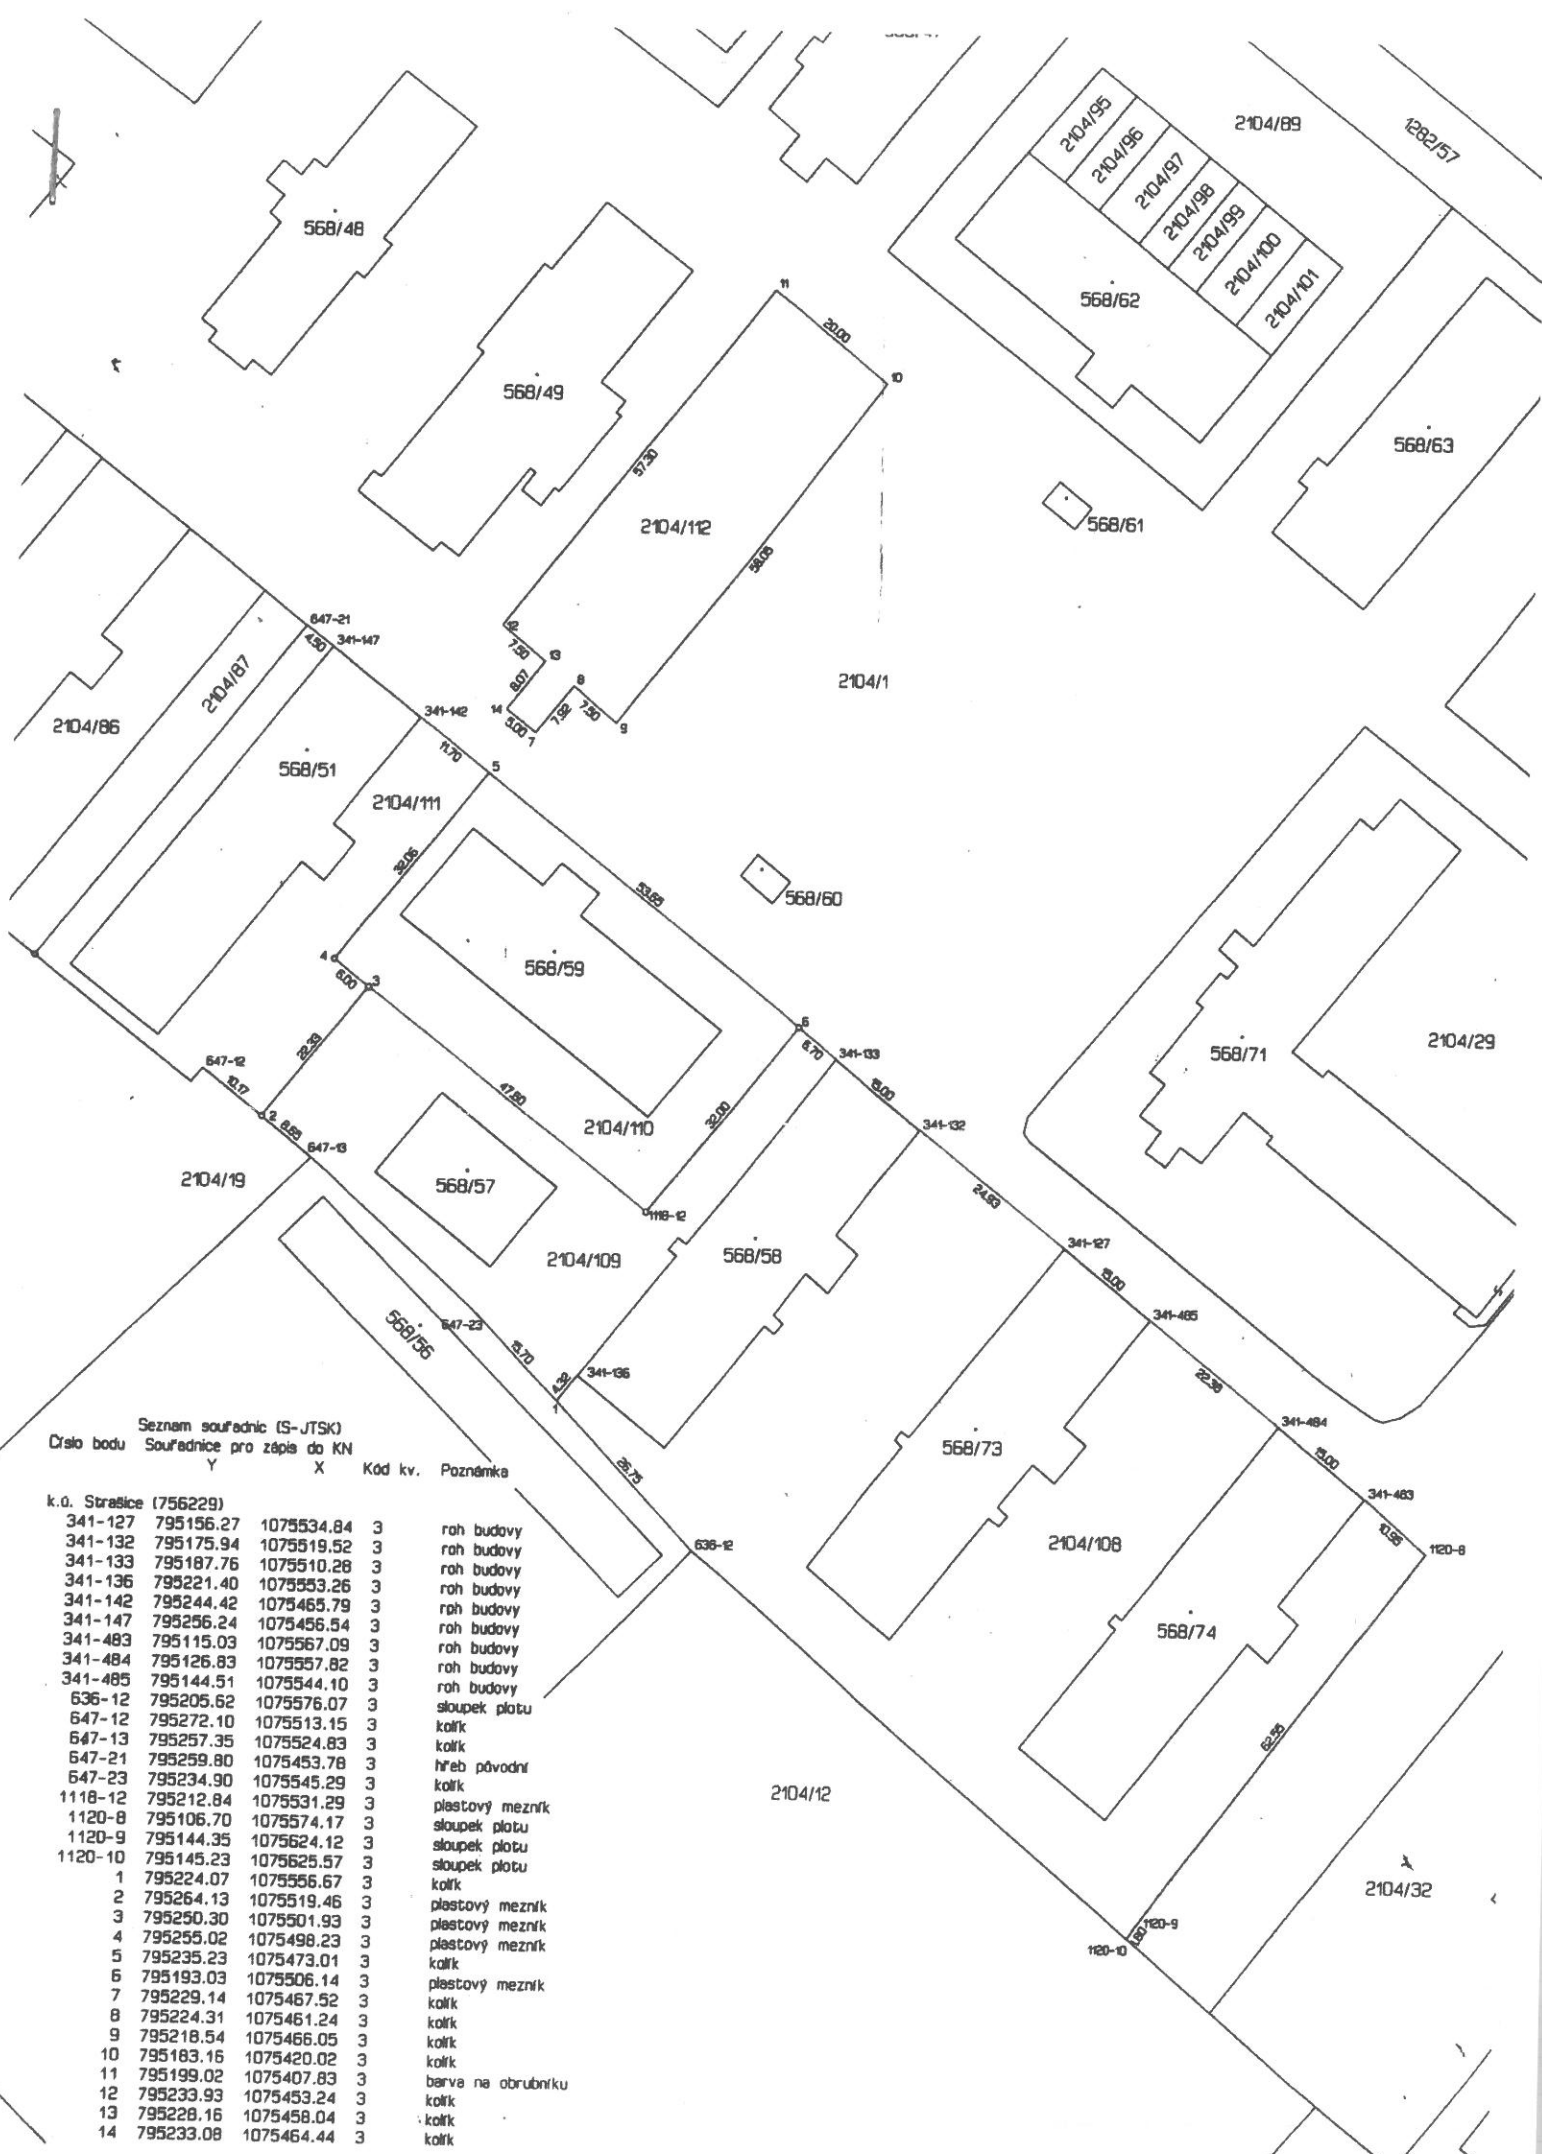 2104/95
2104/96
2104/97
2104/98
2104/99
2104/100
2104/101
2104/89
1282/57
568/48
568/49
568/62
568/63
568/61
11
20.00
10
57.30
2104/112
58.05
12
7.50
13
8.07
8
14
5.00
7
7.92
7.50
9
2104/1
647-21
4.50
341-147
2104/87
2104/86
341-142
11.70
5
568/51
2104/111
32.06
53.65
568/60
4
6.00
3
568/59
22.33
47.80
6
6.70
341-133
15.00
341-132
568/71
2104/29
647-12
10.17
2
8.65
647-13
2104/110
32.00
2104/19
568/57
1118-12
24.93
341-127
2104/109
568/58
15.00
341-485
568/56
647-23
15.70
4.32
341-136
1
22.38
341-484
26.75
568/73
15.00
341-483
636-12
2104/108
10.95
1120-8
568/74
62.55
2104/12
2104/32
1120-9
1120-10
Seznam souřadnic (S-JTSK)
Číslo bodu Souřadnice pro zápis do KN
Y X Kód kv. Poznámka
k.ú. Strašice (756229)
341-127 795156.27 1075534.84 3 roh budovy
341-132 795175.94 1075519.52 3 roh budovy
341-133 795187.76 1075510.28 3 roh budovy
341-136 795221.40 1075553.26 3 roh budovy
341-142 795244.42 1075465.79 3 roh budovy
341-147 795256.24 1075456.54 3 roh budovy
341-483 795115.03 1075567.09 3 roh budovy
341-484 795126.83 1075557.82 3 roh budovy
341-485 795144.51 1075544.10 3 roh budovy
636-12 795205.62 1075576.07 3 sloupek plotu
647-12 795272.10 1075513.15 3 kolík
647-13 795257.35 1075524.83 3 kolík
647-21 795259.80 1075453.78 3 hřeb původní
647-23 795234.90 1075545.29 3 kolík
1118-12 795212.84 1075531.29 3 plastový mezník
1120-8 795106.70 1075574.17 3 sloupek plotu
1120-9 795144.35 1075624.12 3 sloupek plotu
1120-10 795145.23 1075625.57 3 sloupek plotu
1 795224.07 1075556.67 3 kolík
2 795264.13 1075519.46 3 plastový mezník
3 795250.30 1075501.93 3 plastový mezník
4 795255.02 1075498.23 3 plastový mezník
5 795235.23 1075473.01 3 kolík
6 795193.03 1075506.14 3 plastový mezník
7 795229.14 1075467.52 3 kolík
8 795224.31 1075461.24 3 kolík
9 795218.54 1075466.05 3 kolík
10 795183.16 1075420.02 3 kolík
11 795199.02 1075407.83 3 barva na obrubníku
12 795233.93 1075453.24 3 kolík
13 795228.16 1075458.04 3 kolík
14 795233.08 1075464.44 3 kolík